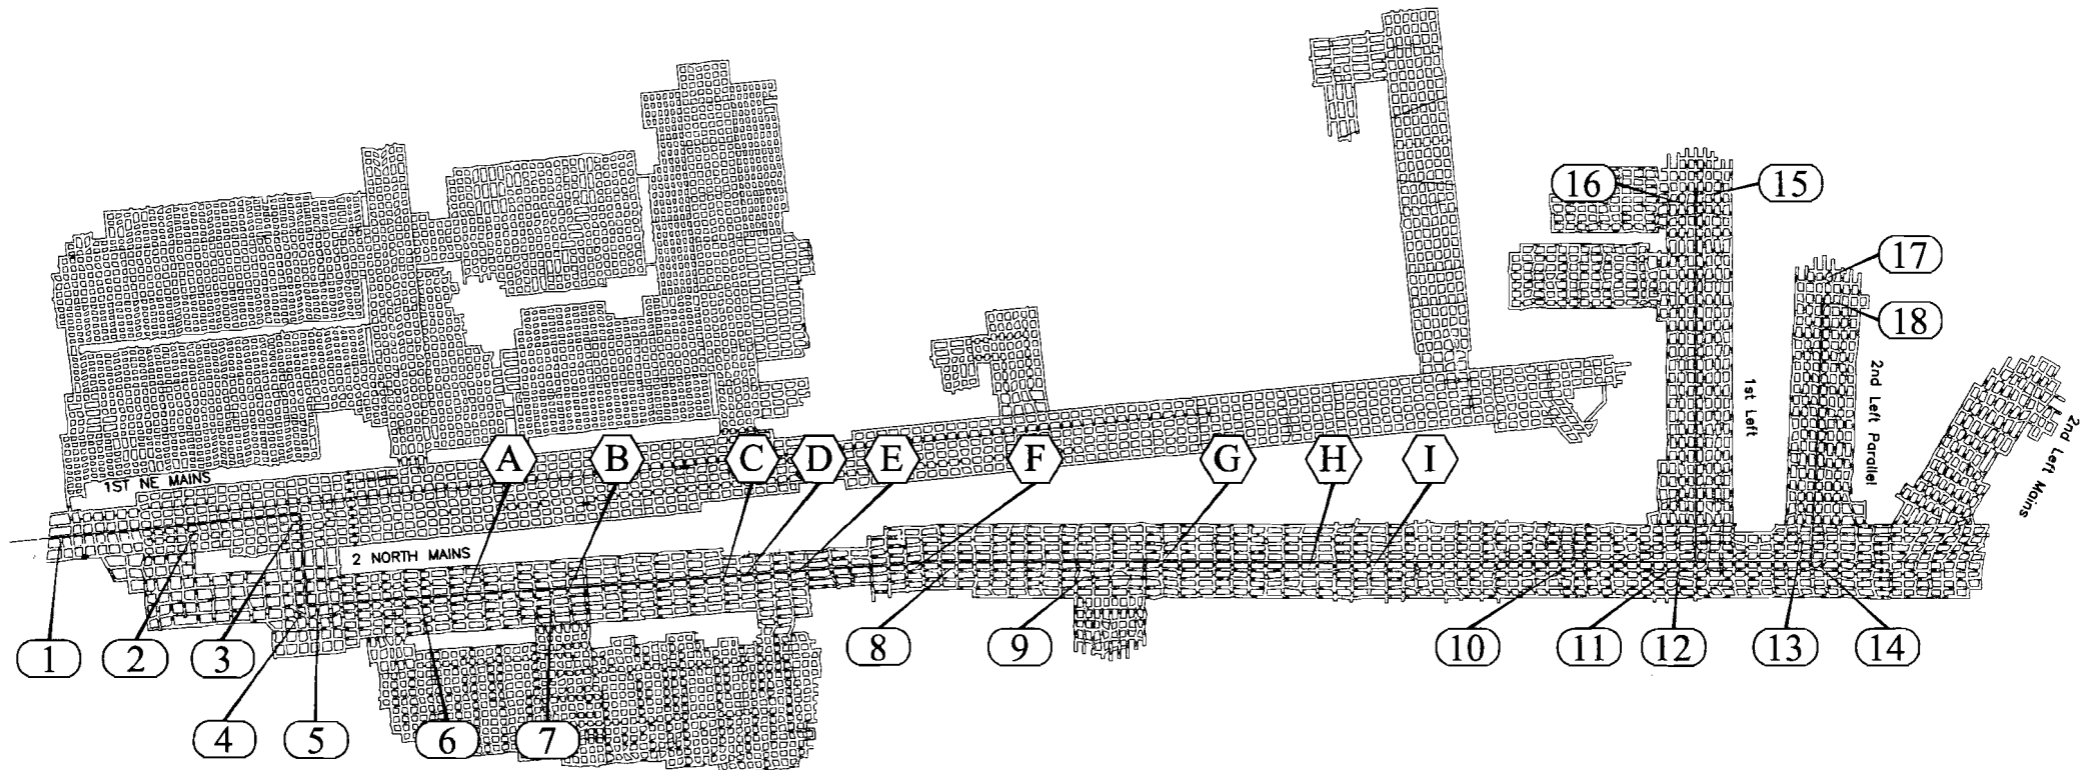 16
15
17
18
1st Left
2nd Left Parallel
2nd Left Mains
A
B
C
D
E
F
G
H
I
1ST NE MAINS
2 NORTH MAINS
1
2
3
8
9
10
11
12
13
14
4
5
6
7